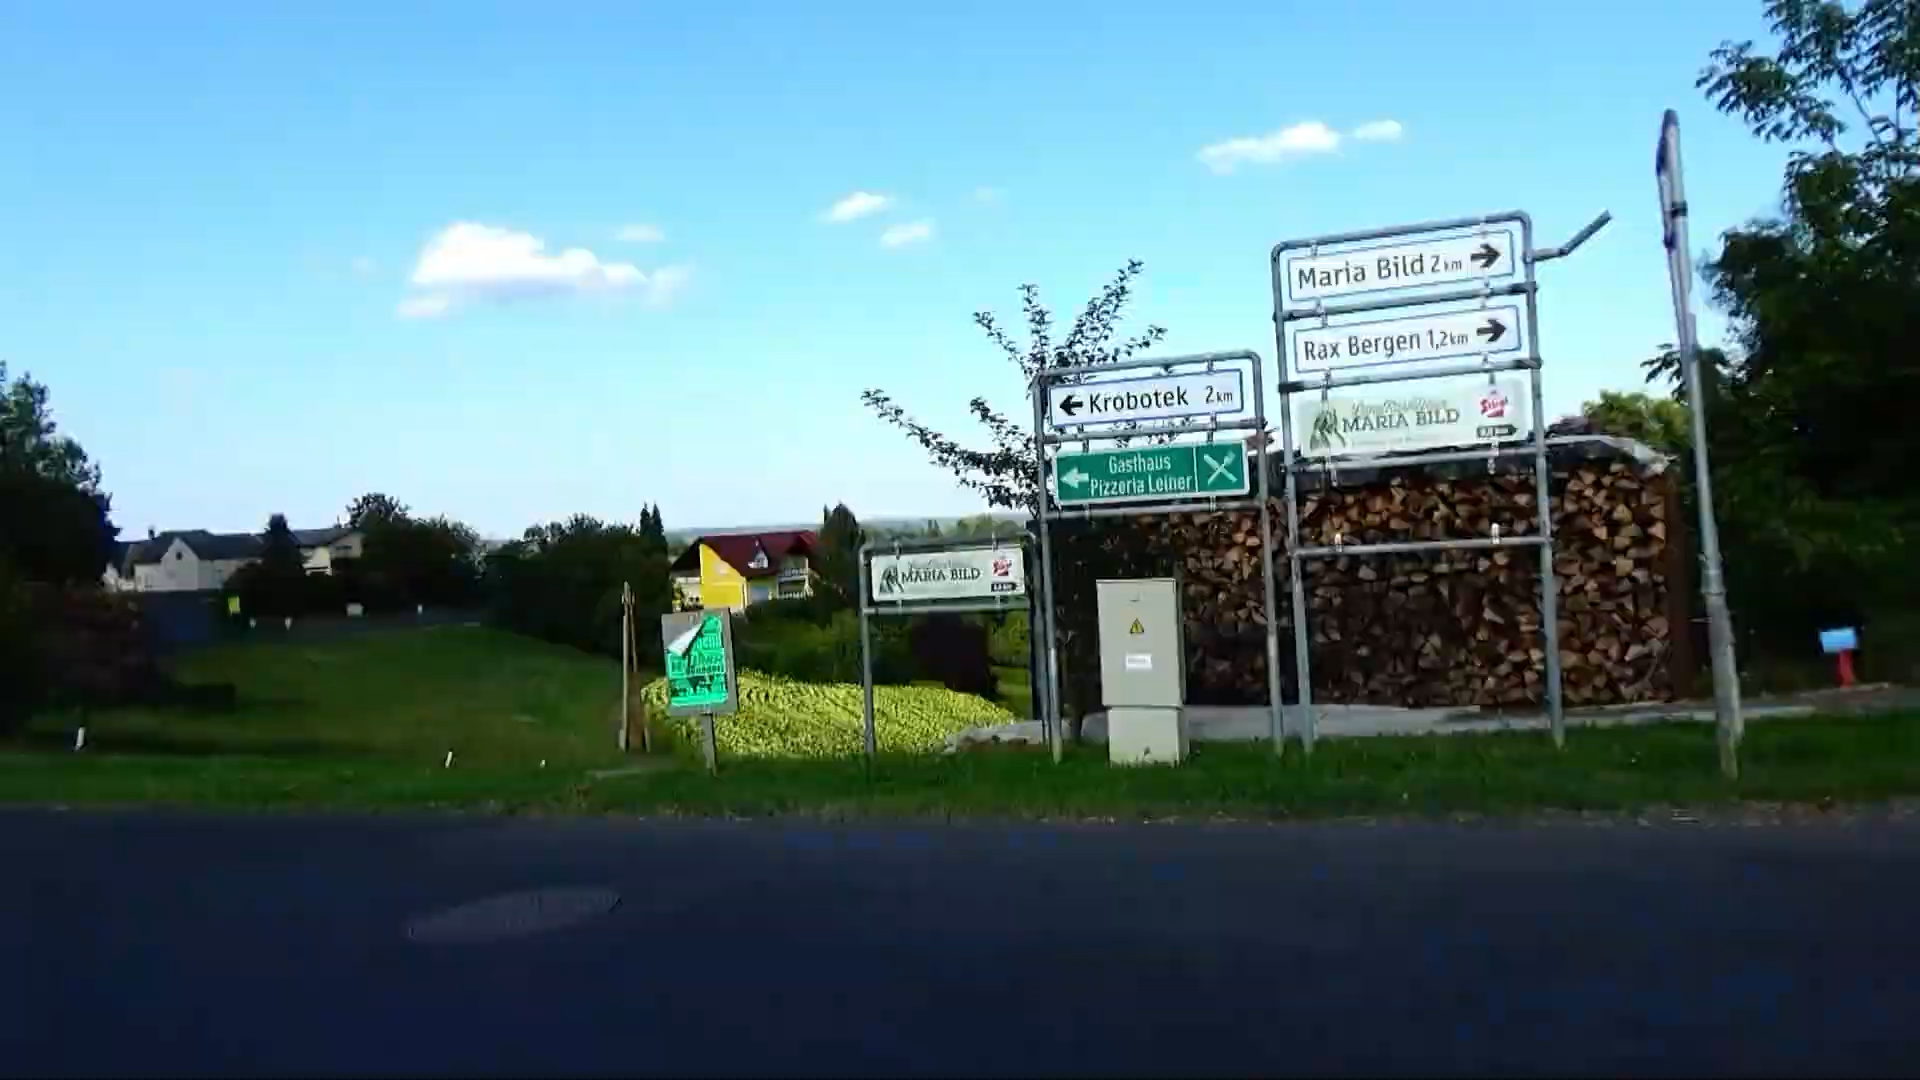 Maria Bild 2 km
Rax Bergen 1,2 km
MARIA BILD
Stiegl
Krobotek 2 km
Gasthaus
Pizzeria Leiner
MARIA BILD